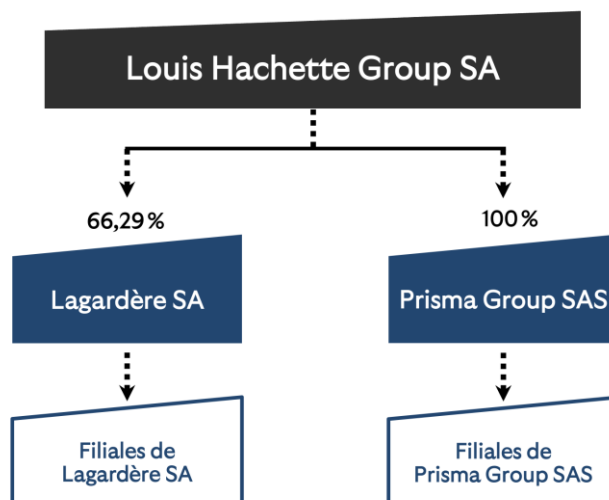 Louis Hachette Group SA
66,29 %
100 %
Lagardère SA
Prisma Group SAS
Filiales de
Lagardère SA
Filiales de
Prisma Group SAS